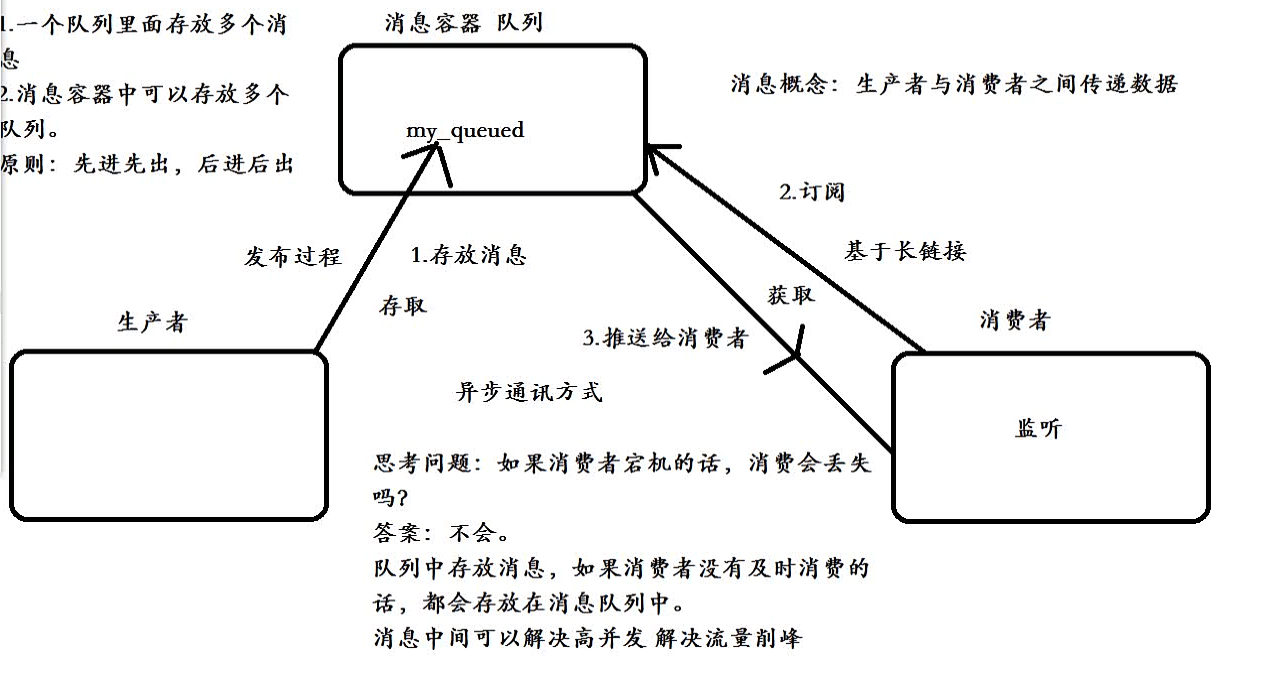 1.一个队列里面存放多个消
息
2.消息容器中可以存放多个
队列。
原则：先进先出，后进后出
消息容器 队列
my_queued
消息概念：生产者与消费者之间传递数据
2.订阅
基于长链接
发布过程
1.存放消息
存取
获取
3.推送给消费者
生产者
消费者
监听
异步通讯方式
思考问题：如果消费者宕机的话，消费会丢失
吗？
答案：不会。
队列中存放消息，如果消费者没有及时消费的
话，都会存放在消息队列中。
消息中间可以解决高并发 解决流量削峰